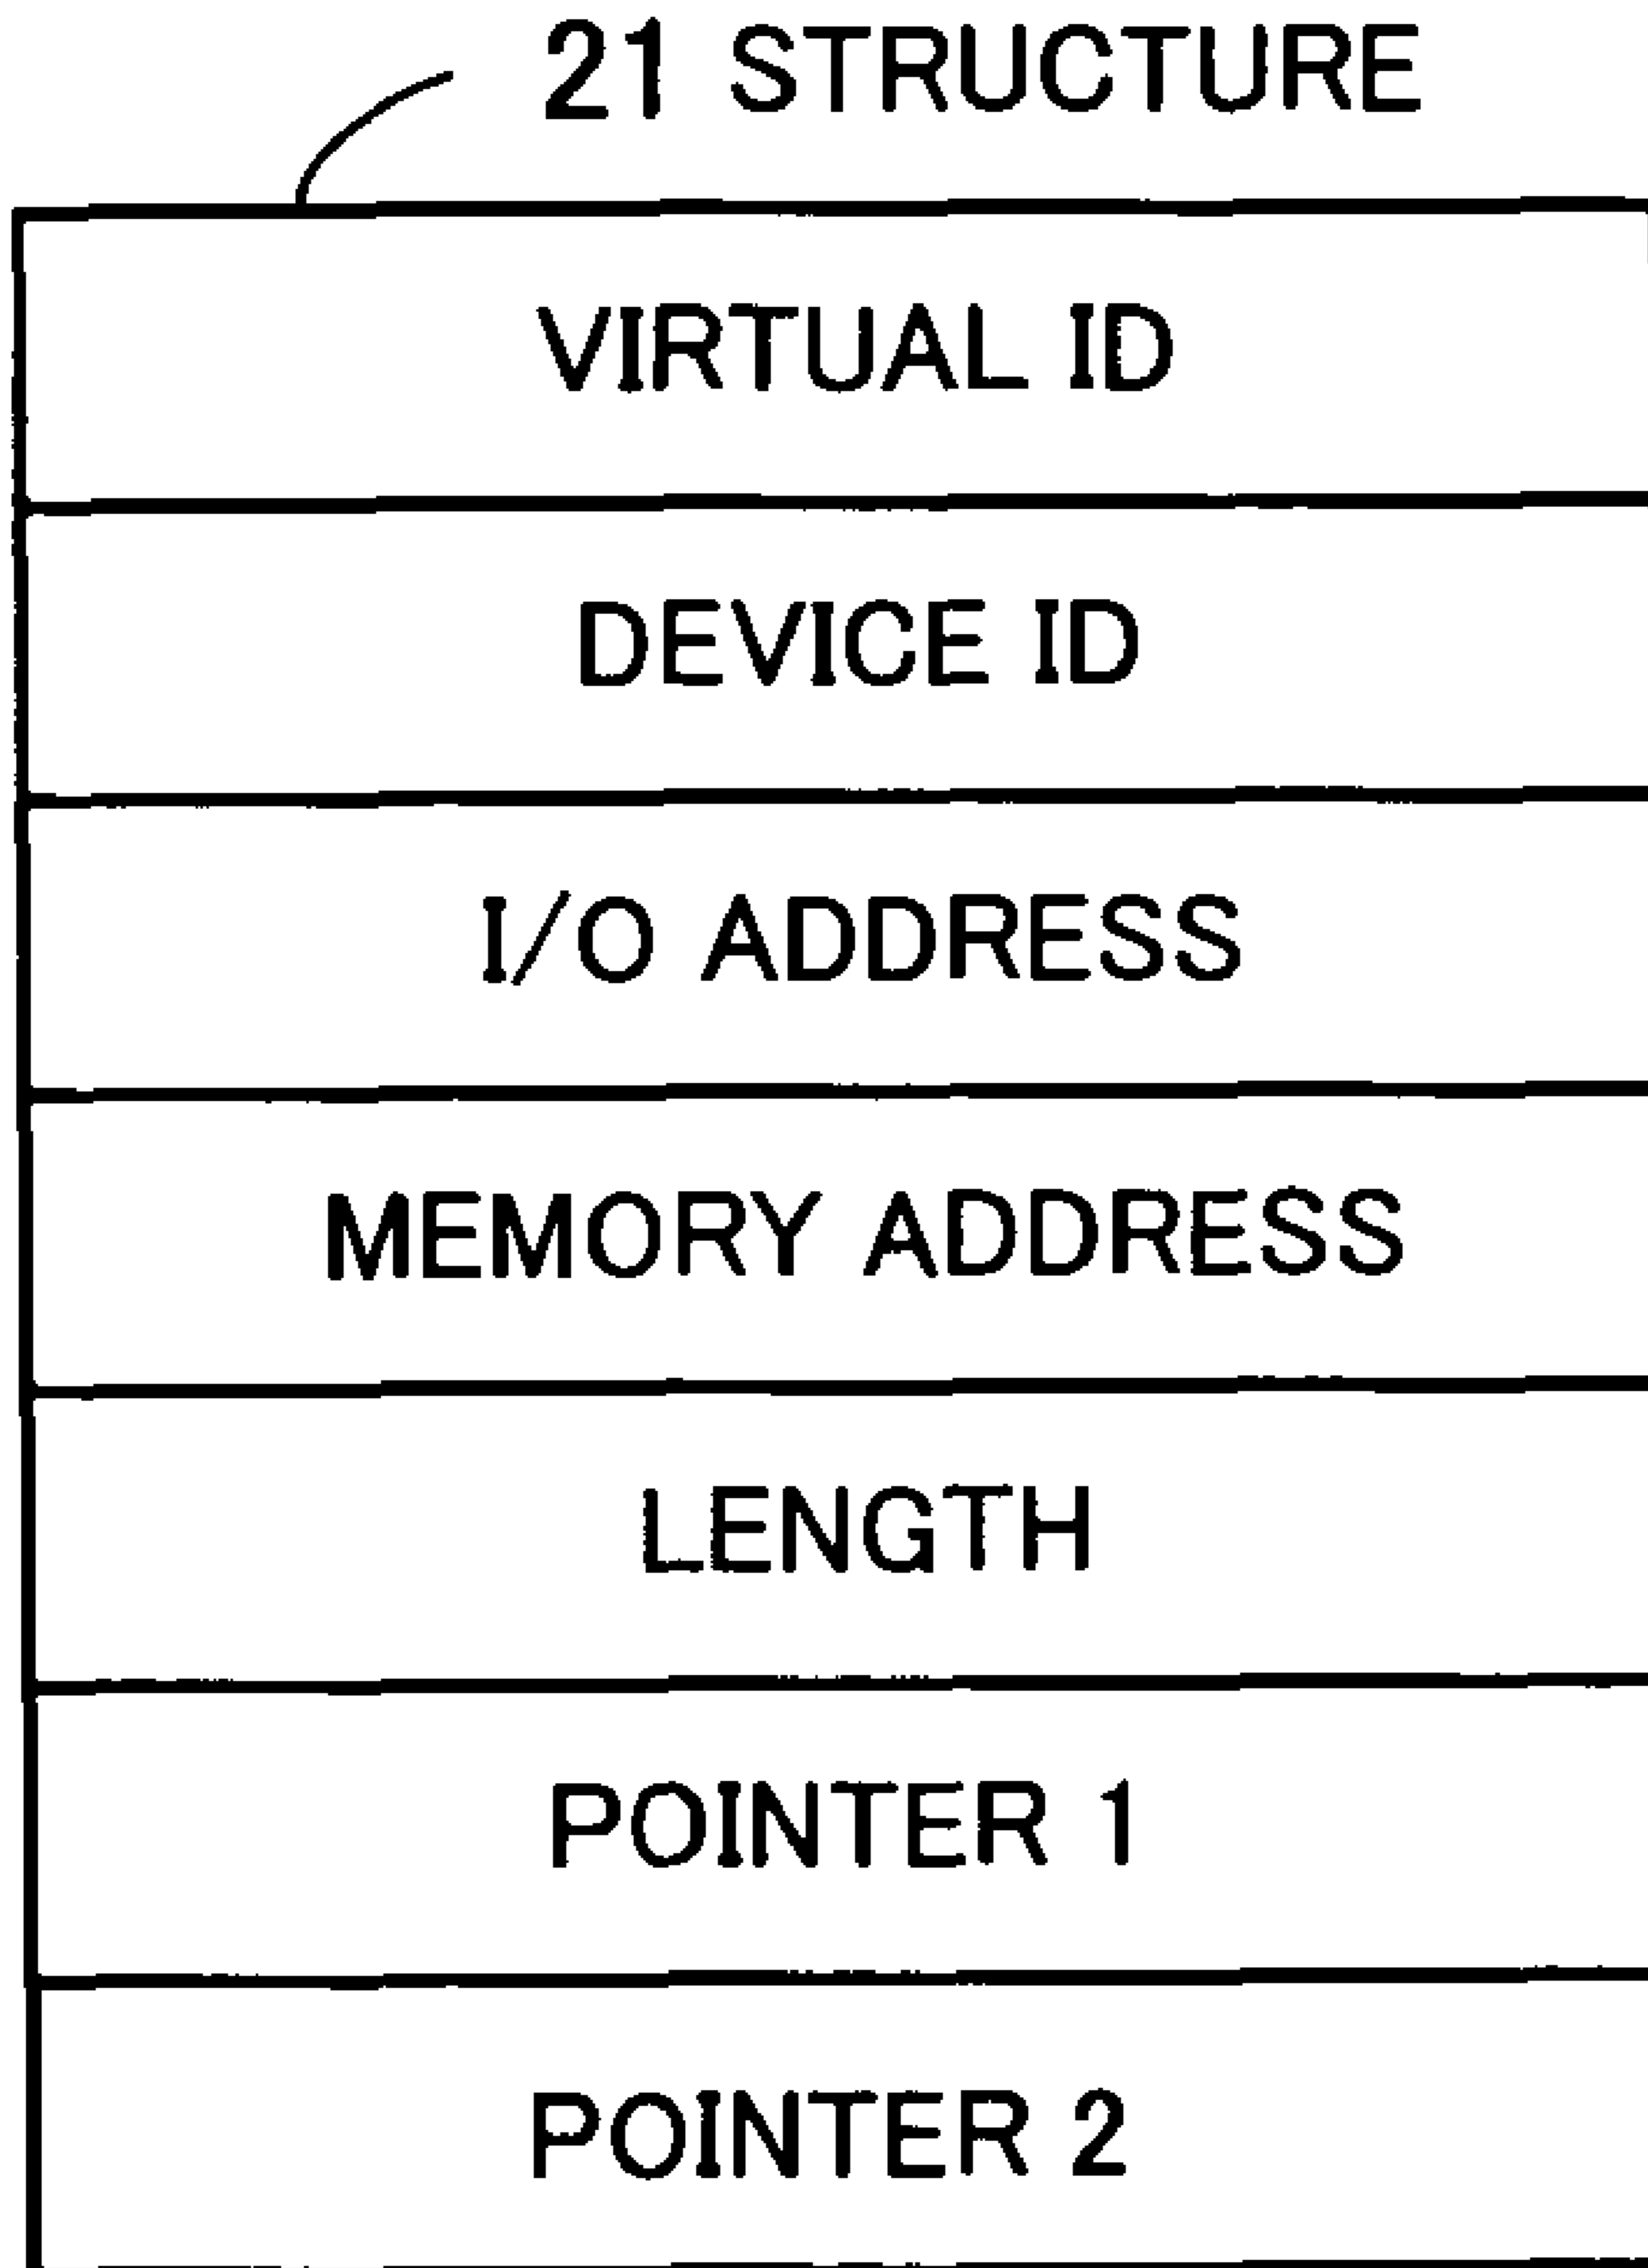 21 STRUCTURE
VIRTUAL ID
DEVICE ID
I/O ADDRESS
MEMORY ADDRESS
LENGTH
POINTER 1
POINTER 2